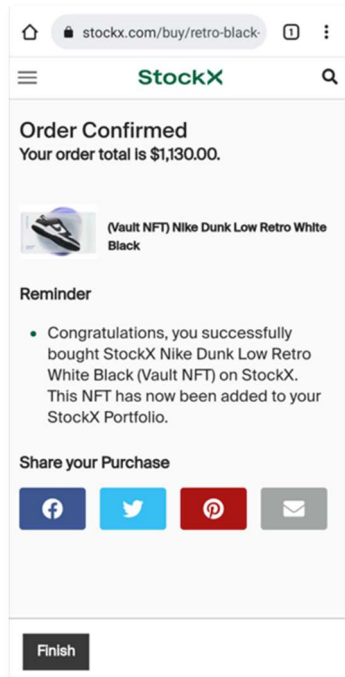 stockx.com/buy/retro-black-
1
StockX
Order Confirmed
Your order total is $1,130.00.
(Vault NFT) Nike Dunk Low Retro White
Black
Reminder
Congratulations, you successfully
bought StockX Nike Dunk Low Retro
White Black (Vault NFT) on StockX.
This NFT has now been added to your
StockX Portfolio.
Share your Purchase
Finish